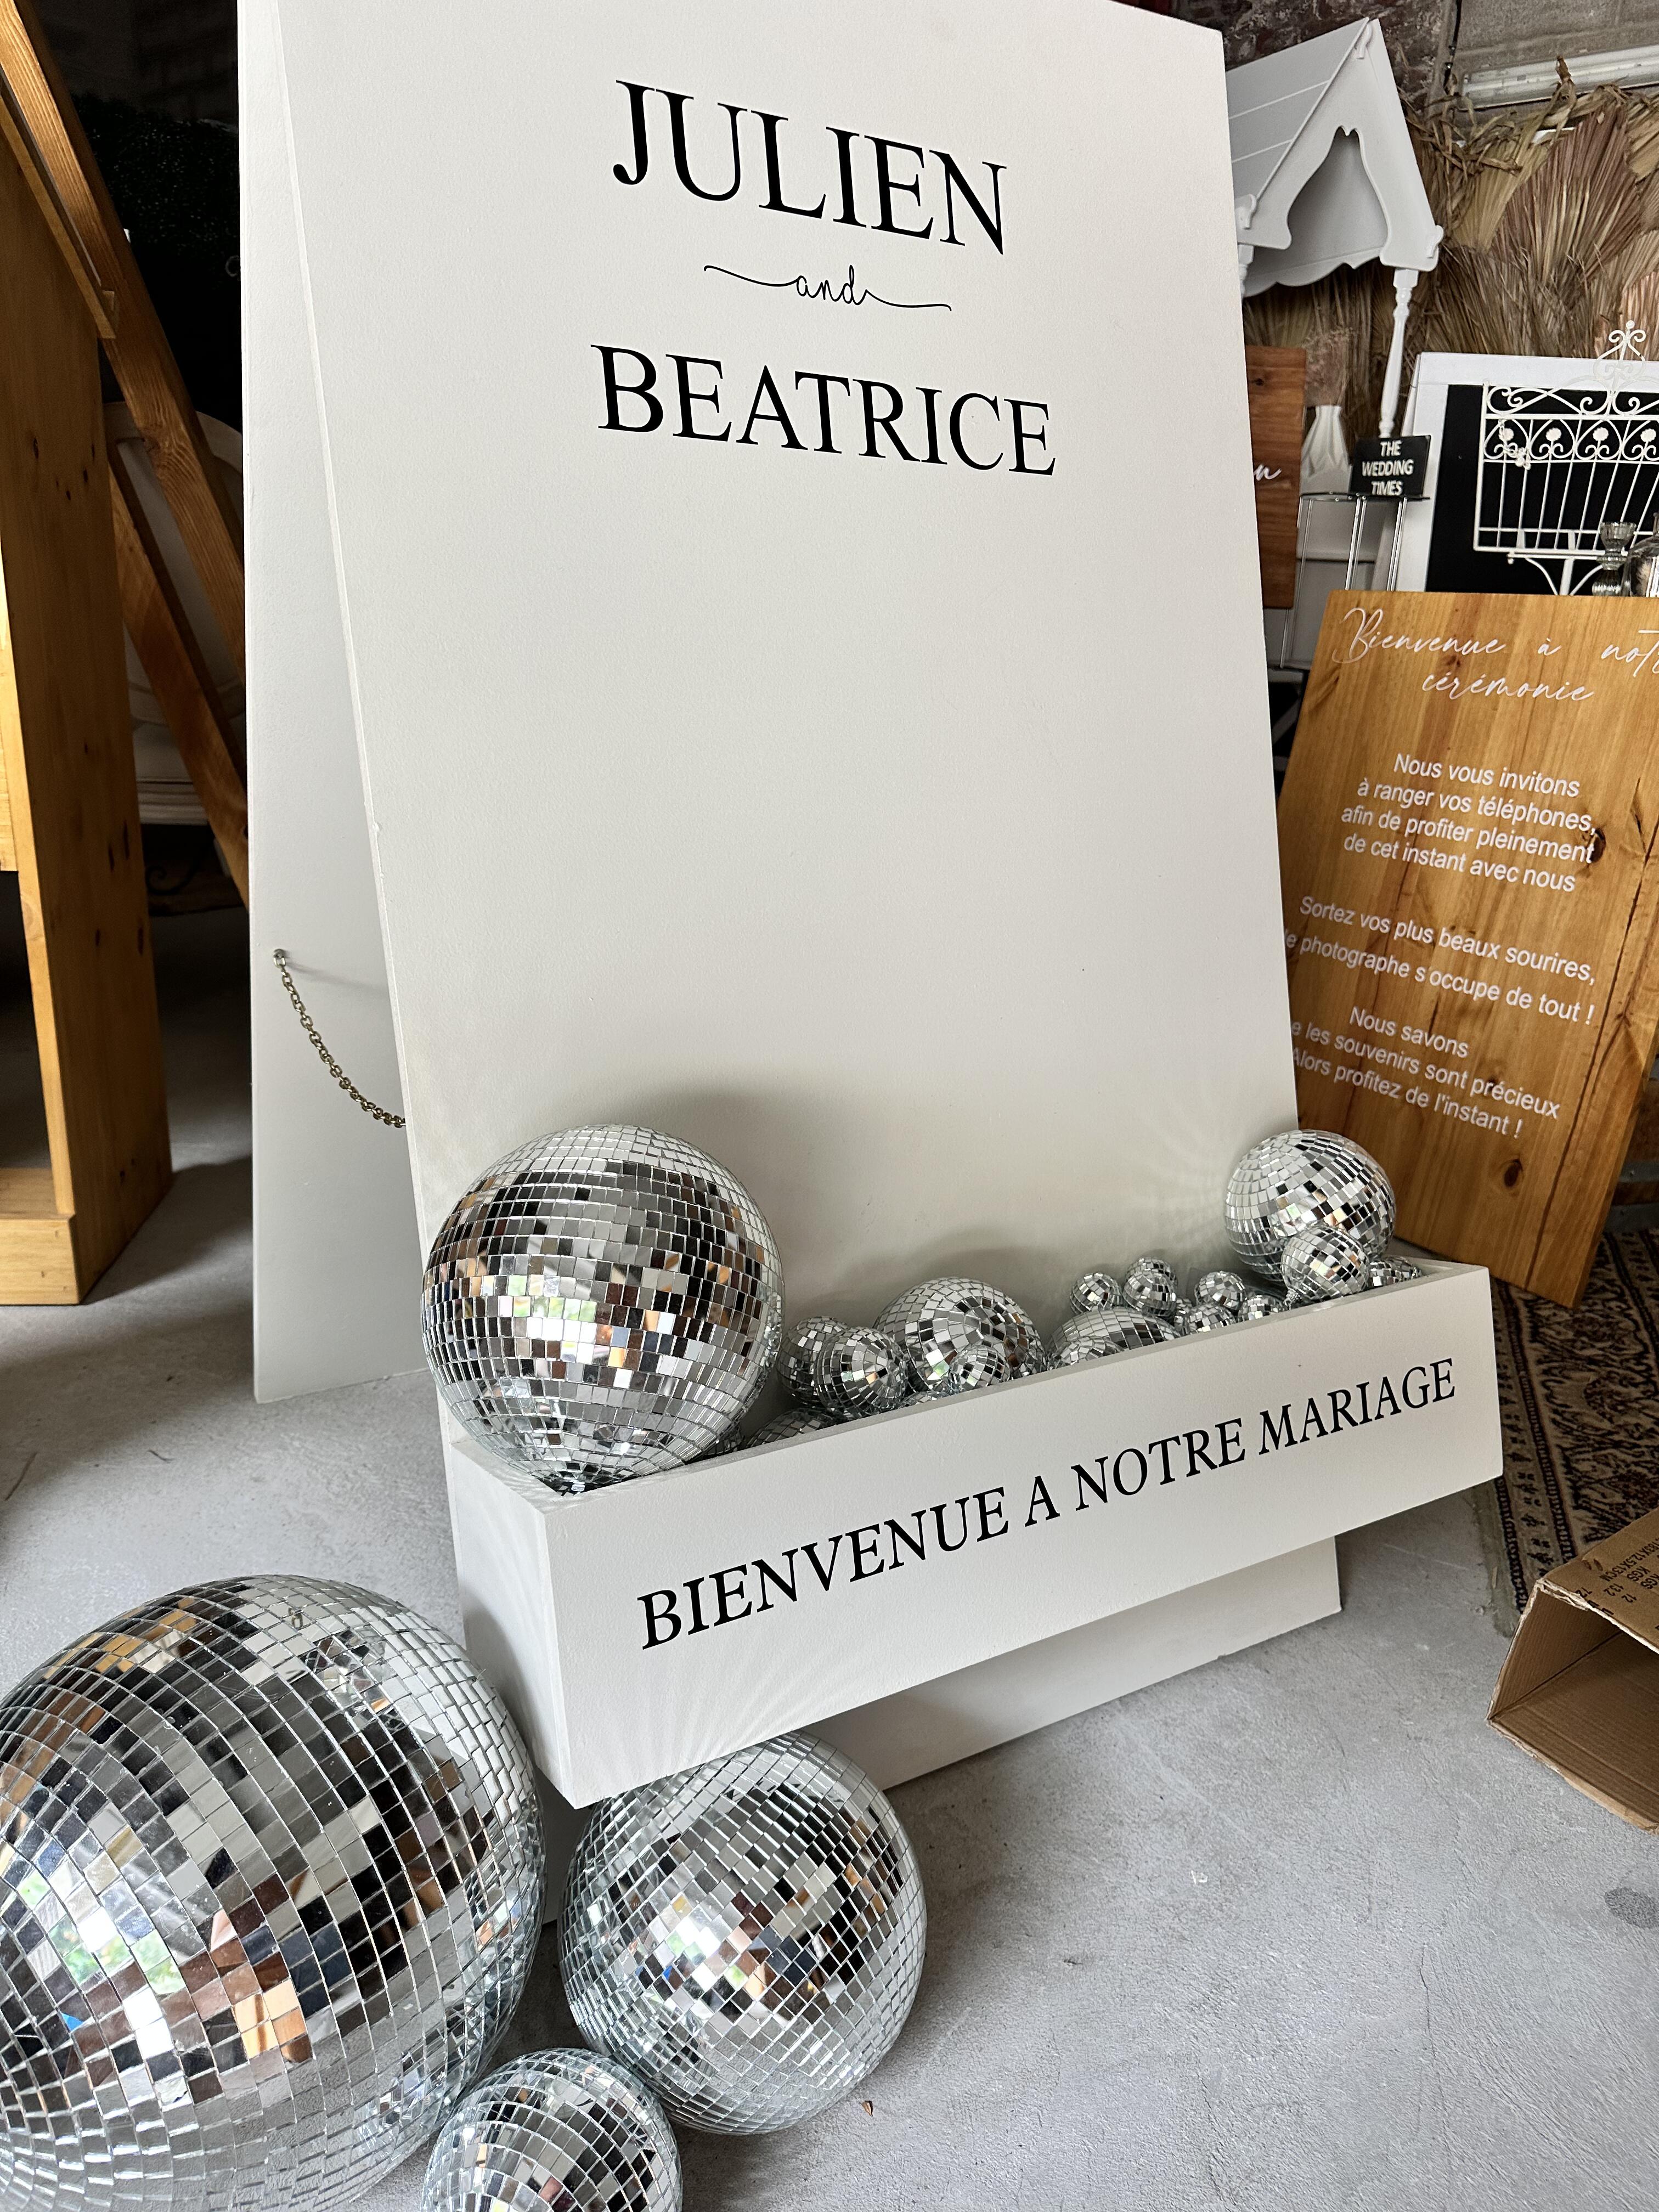 JULIEN
and
BEATRICE
BIENVENUE A NOTRE MARIAGE
THE
WEDDING
TIMES
Bienvenue à
cérémonie
Nous vous invitons
à ranger vos téléphones,
afin de profiter pleinement
de cet instant avec nous
Sortez vos plus beaux sourires,
photographe s occupe de tout !
Nous savons
les souvenirs sont précieux
Alors profitez de l'instant !